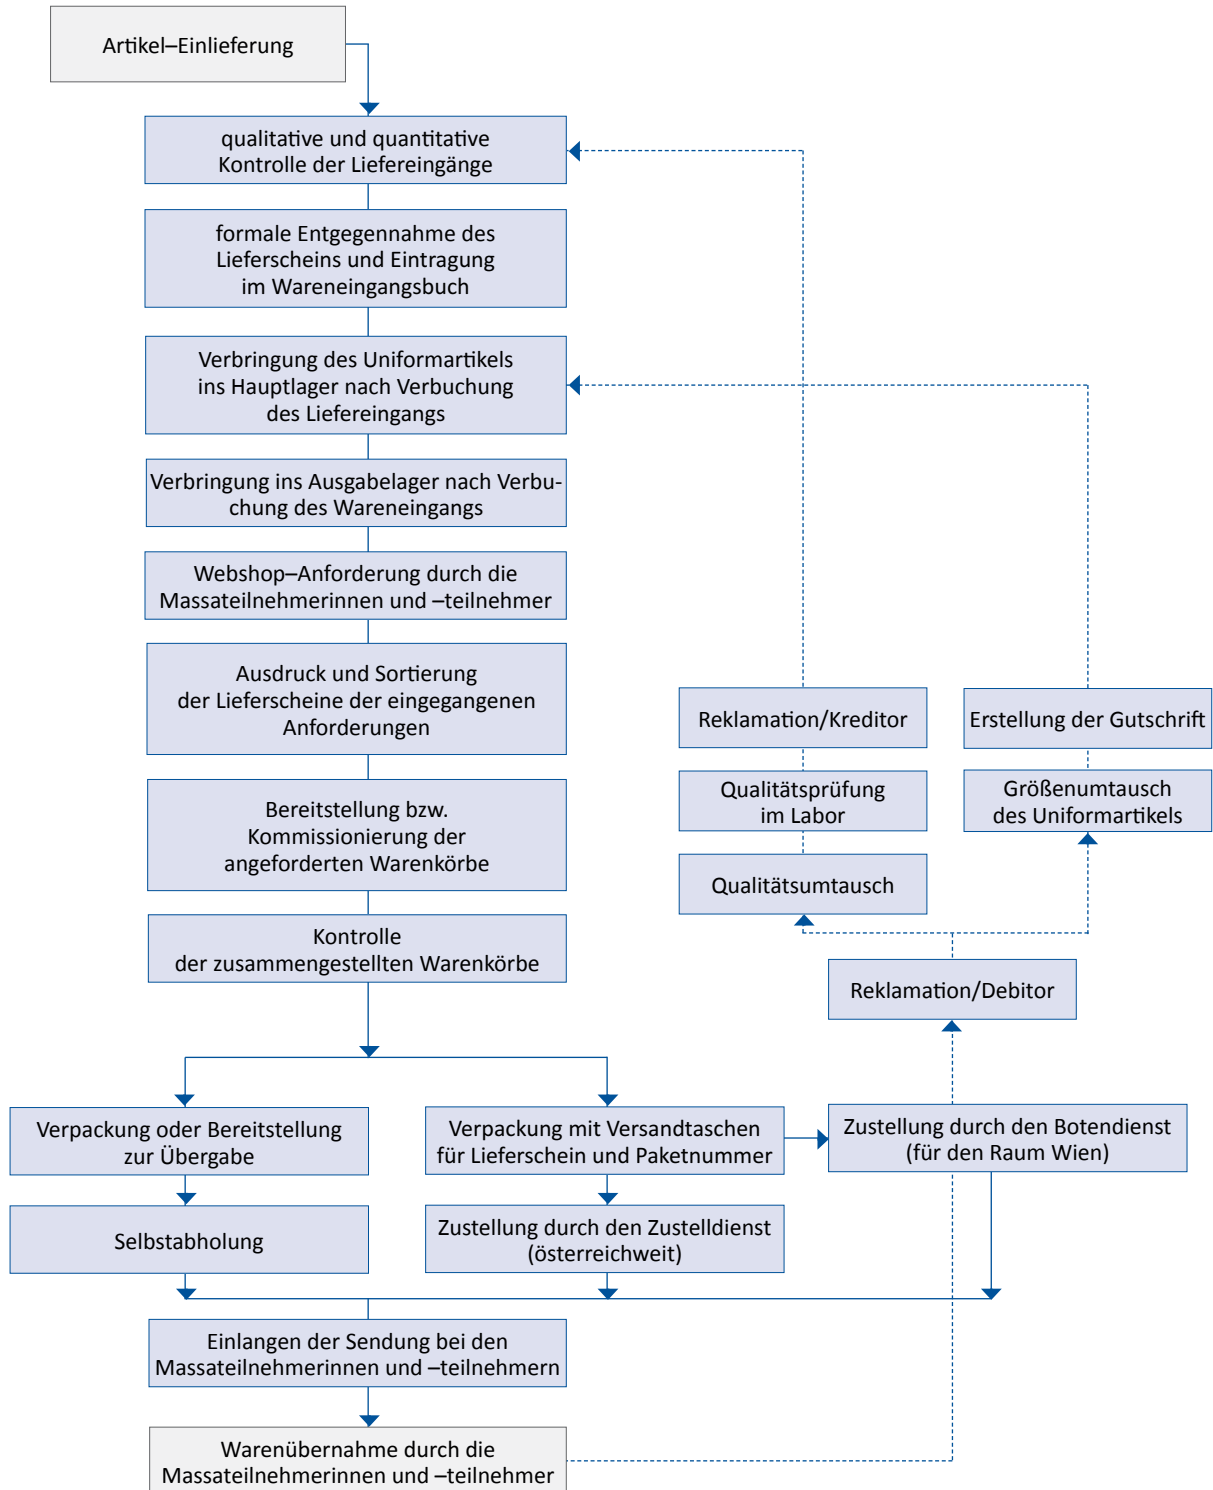 Artikel–Einlieferung
qualitative und quantitative
Kontrolle der Liefereingänge
formale Entgegennahme des
Lieferscheins und Eintragung
im Wareneingangsbuch
Verbringung des Uniformartikels
ins Hauptlager nach Verbuchung
des Liefereingangs
Verbringung ins Ausgabelager nach Verbu-
chung des Wareneingangs
Webshop–Anforderung durch die
Massateilnehmerinnen und –teilnehmer
Ausdruck und Sortierung
der Lieferscheine der eingegangenen
Anforderungen
Reklamation/Kreditor
Erstellung der Gutschrift
Qualitätsprüfung
im Labor
Größenumtausch
des Uniformartikels
Bereitstellung bzw.
Kommissionierung der
angeforderten Warenkörbe
Qualitätsumtausch
Kontrolle
der zusammengestellten Warenkörbe
Reklamation/Debitor
Verpackung oder Bereitstellung
zur Übergabe
Verpackung mit Versandtaschen
für Lieferschein und Paketnummer
Zustellung durch den Botendienst
(für den Raum Wien)
Selbstabholung
Zustellung durch den Zustelldienst
(österreichweit)
Einlangen der Sendung bei den
Massateilnehmerinnen und –teilnehmern
Warenübernahme durch die
Massateilnehmerinnen und –teilnehmer